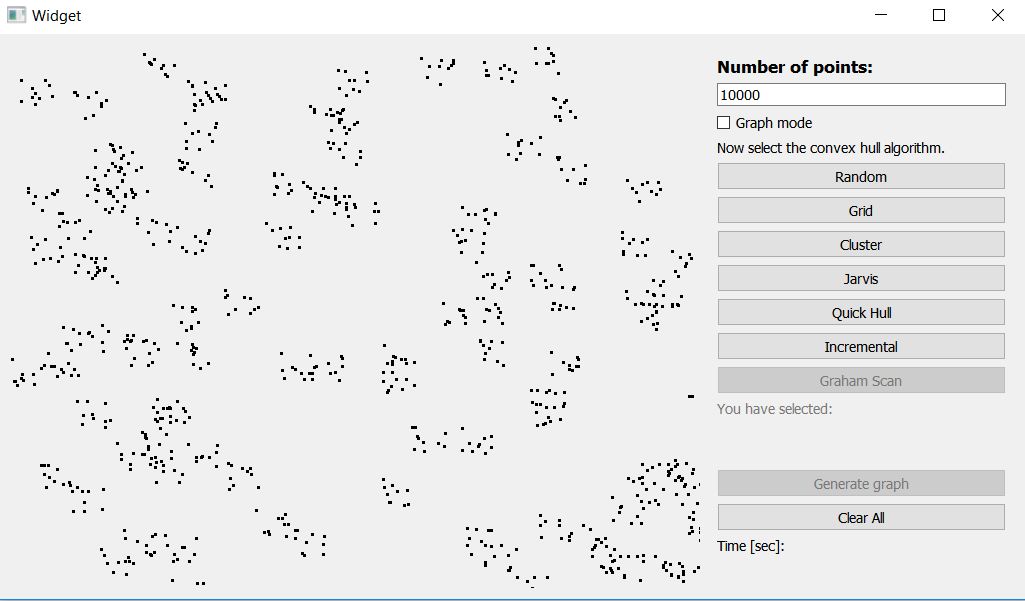 Widget
Number of points:
10000
Graph mode
Now select the convex hull algorithm.
Random
Grid
Cluster
Jarvis
Quick Hull
Incremental
Graham Scan
You have selected:
Generate graph
Clear All
Time [sec]: